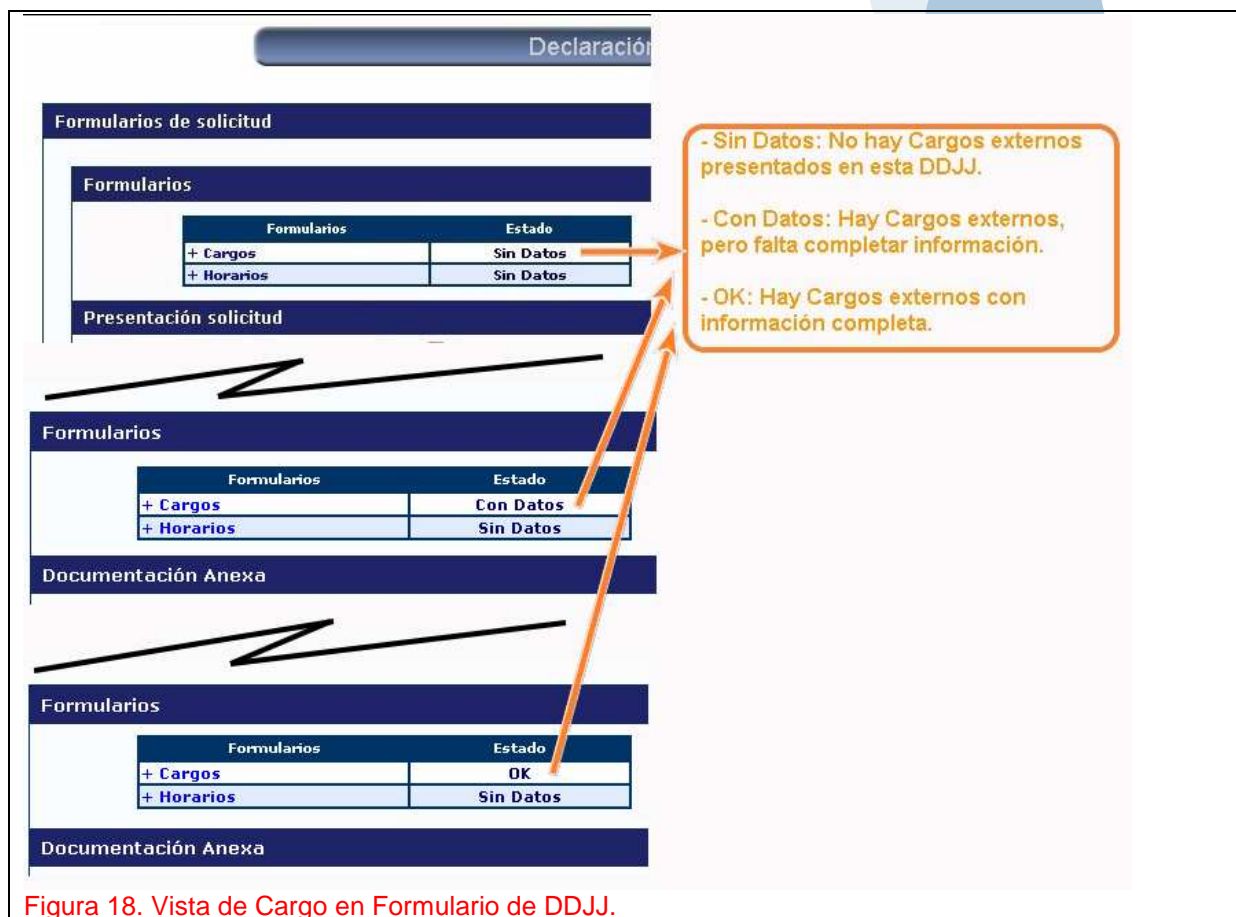 Declaración
Formularios de solicitud
Formularios
Formularios Estado
+ Cargos Sin Datos
+ Horarios Sin Datos
Presentación solicitud
- Sin Datos: No hay Cargos externos
presentados en esta DDJJ.
- Con Datos: Hay Cargos externos,
pero falta completar información.
- OK: Hay Cargos externos con
información completa.
Formularios
Formularios Estado
+ Cargos Con Datos
+ Horarios Sin Datos
Documentación Anexa
Formularios
Formularios Estado
+ Cargos OK
+ Horarios Sin Datos
Documentación Anexa
Figura 18. Vista de Cargo en Formulario de DDJJ.